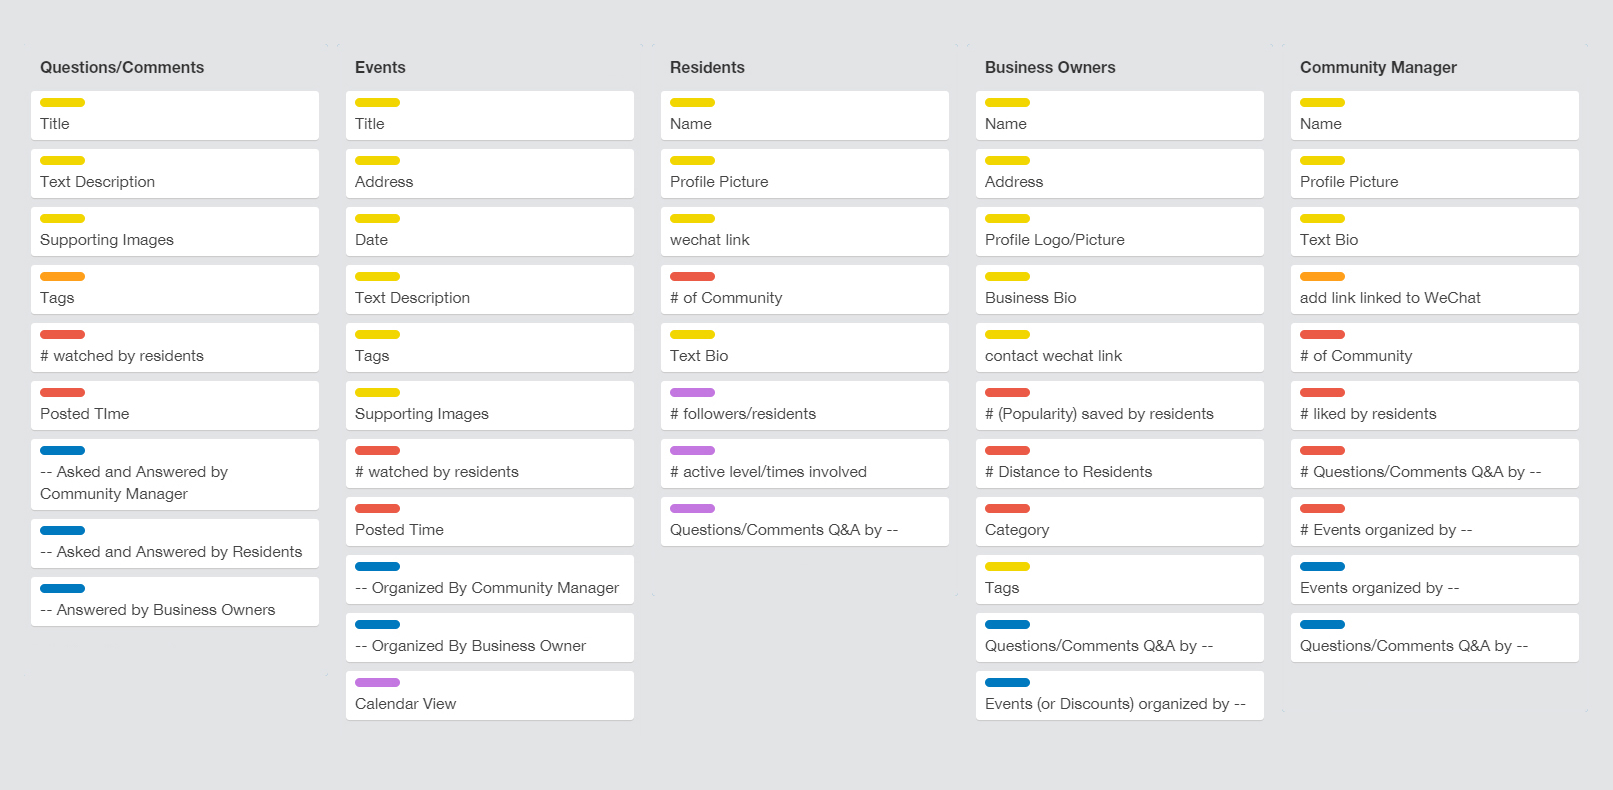 Questions/Comments
Title
Text Description
Supporting Images
Tags
# watched by residents
Posted TIme
-- Asked and Answered by
Community Manager
-- Asked and Answered by Residents
-- Answered by Business Owners
Events
Title
Address
Date
Text Description
Tags
Supporting Images
# watched by residents
Posted Time
-- Organized By Community Manager
-- Organized By Business Owner
Calendar View
Residents
Name
Profile Picture
wechat link
# of Community
Text Bio
# followers/residents
# active level/times involved
Questions/Comments Q&A by --
Business Owners
Name
Address
Profile Logo/Picture
Business Bio
contact wechat link
# (Popularity) saved by residents
# Distance to Residents
Category
Tags
Questions/Comments Q&A by --
Events (or Discounts) organized by --
Community Manager
Name
Profile Picture
Text Bio
add link linked to WeChat
# of Community
# liked by residents
# Questions/Comments Q&A by --
# Events organized by --
Events organized by --
Questions/Comments Q&A by --